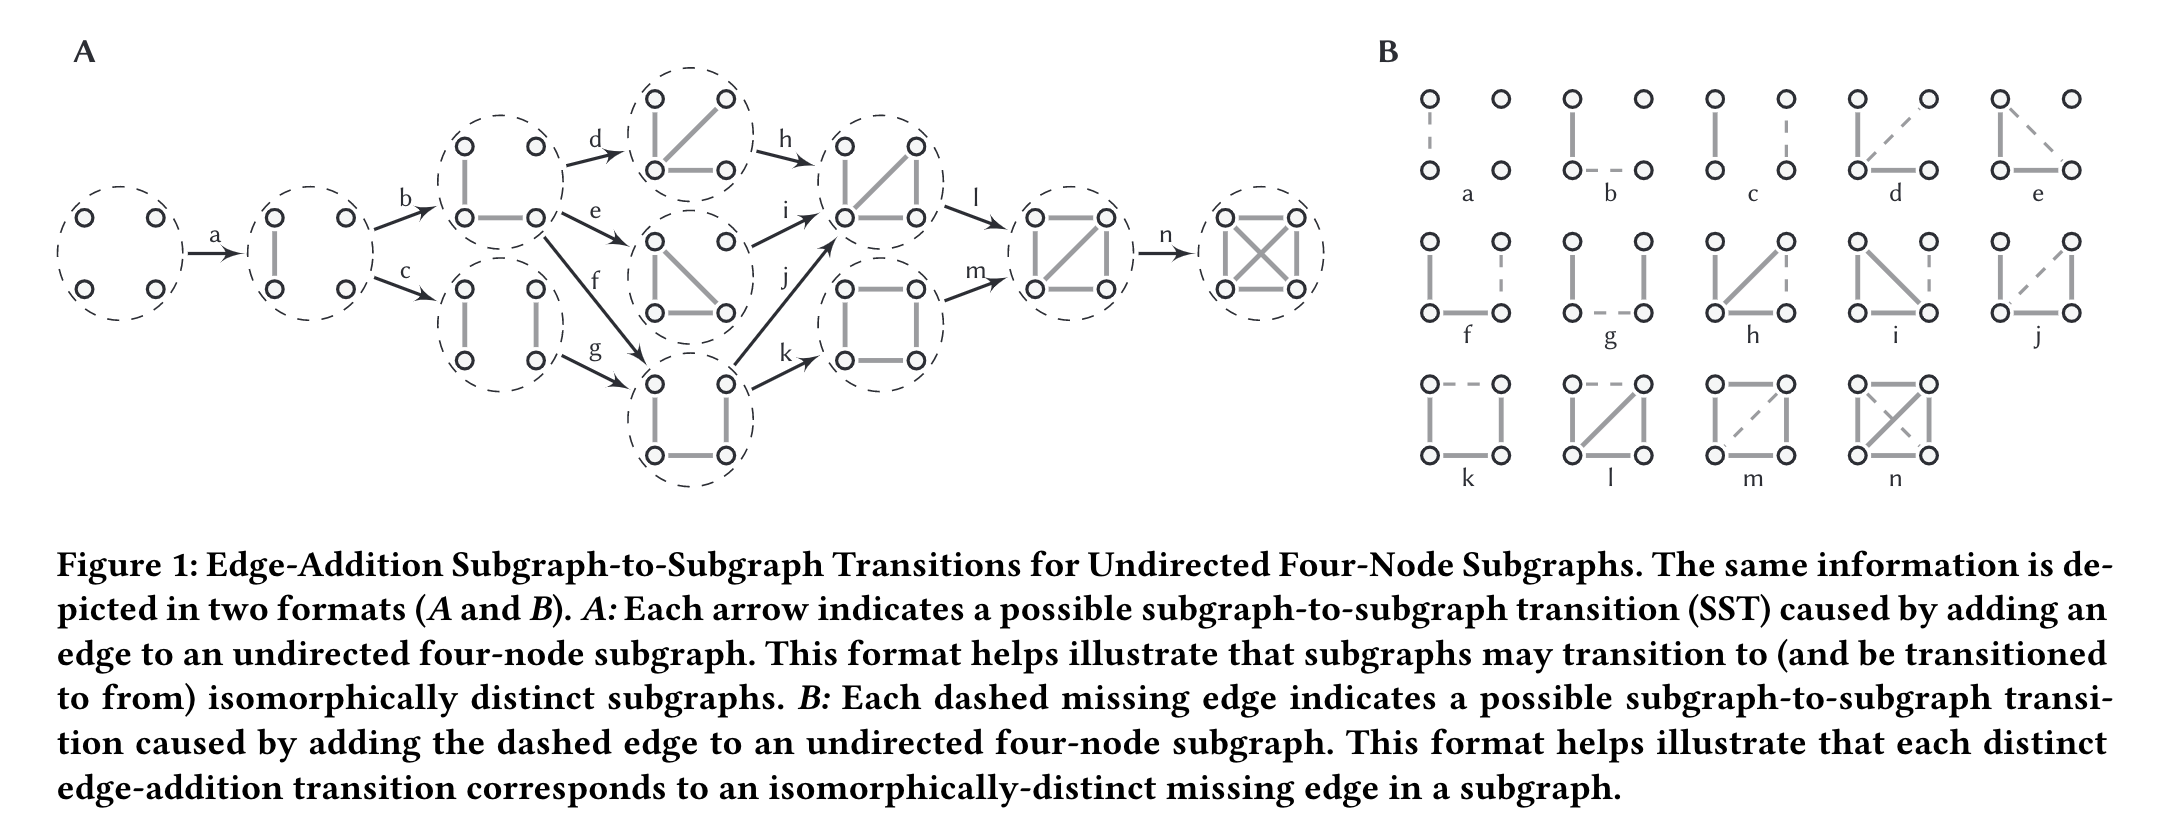 A
B
a
b
c
d
e
f
g
h
i
j
k
l
m
n
a
b
c
d
e
f
g
h
i
j
k
l
m
n
Figure 1: Edge-Addition Subgraph-to-Subgraph Transitions for Undirected Four-Node Subgraphs. The same information is de-
picted in two formats (A and B). A: Each arrow indicates a possible subgraph-to-subgraph transition (SST) caused by adding an
edge to an undirected four-node subgraph. This format helps illustrate that subgraphs may transition to (and be transitioned
to from) isomorphically distinct subgraphs. B: Each dashed missing edge indicates a possible subgraph-to-subgraph transi-
tion caused by adding the dashed edge to an undirected four-node subgraph. This format helps illustrate that each distinct
edge-addition transition corresponds to an isomorphically-distinct missing edge in a subgraph.